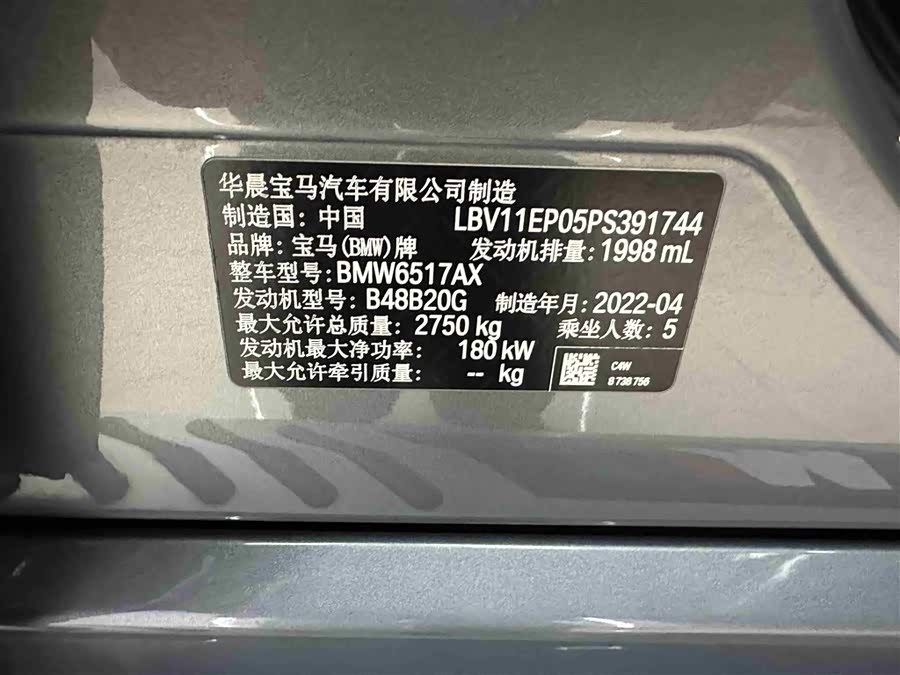 华晨宝马汽车有限公司制造
制造国: 中国 LBV11EP05PS391744
品牌: 宝马(BMW)牌 发动机排量: 1998 mL
整车型号: BMW6517AX
发动机型号: B48B20G 制造年月: 2022-04
最大允许总质量: 2750 kg 乘坐人数: 5
发动机最大净功率: 180 kW
最大允许牵引质量: -- kg
C4W
8 738 756